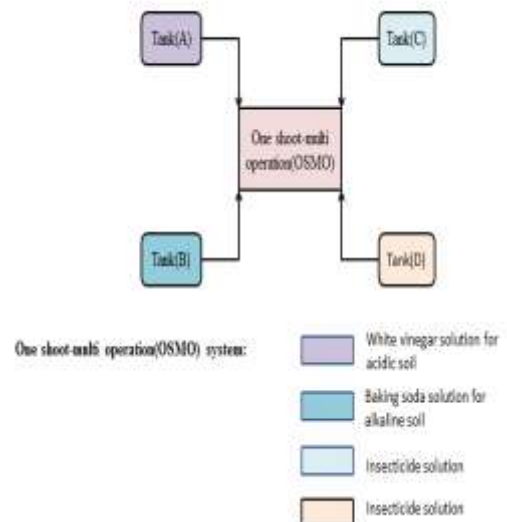 Tank(A)
Tank(C)
One shoot-multi
operation(OSMO)
Tank(B)
Tank(D)
One shoot-multi operation(OSMO) system:
White vinegar solution for
acidic soil
Baking soda solution for
alkaline soil
Insecticide solution
Insecticide solution